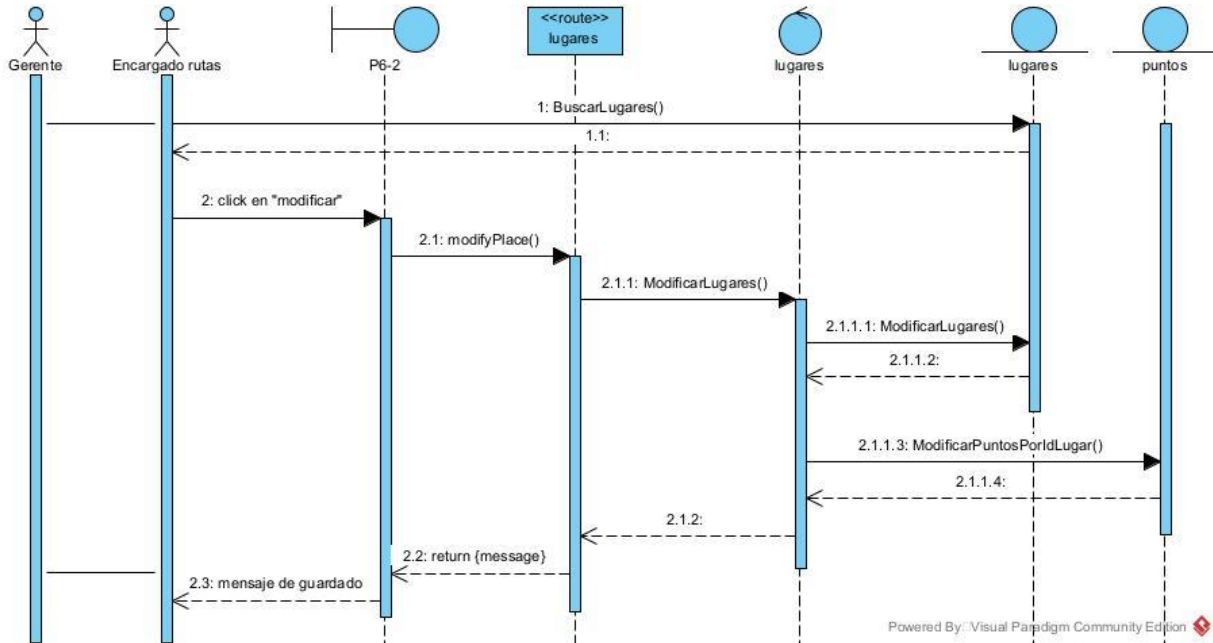 <<route>>
lugares
Gerente
Encargado rutas
P6-2
lugares
lugares
puntos
1: BuscarLugares()
1.1:
2: click en "modificar"
2.1: modifyPlace()
2.1.1: ModificarLugares()
2.1.1.1: ModificarLugares()
2.1.1.2:
2.1.1.3: ModificarPuntosPorIdLugar()
2.1.1.4:
2.1.2:
2.2: return {message}
2.3: mensaje de guardado
Powered By Visual Paradigm Community Edition